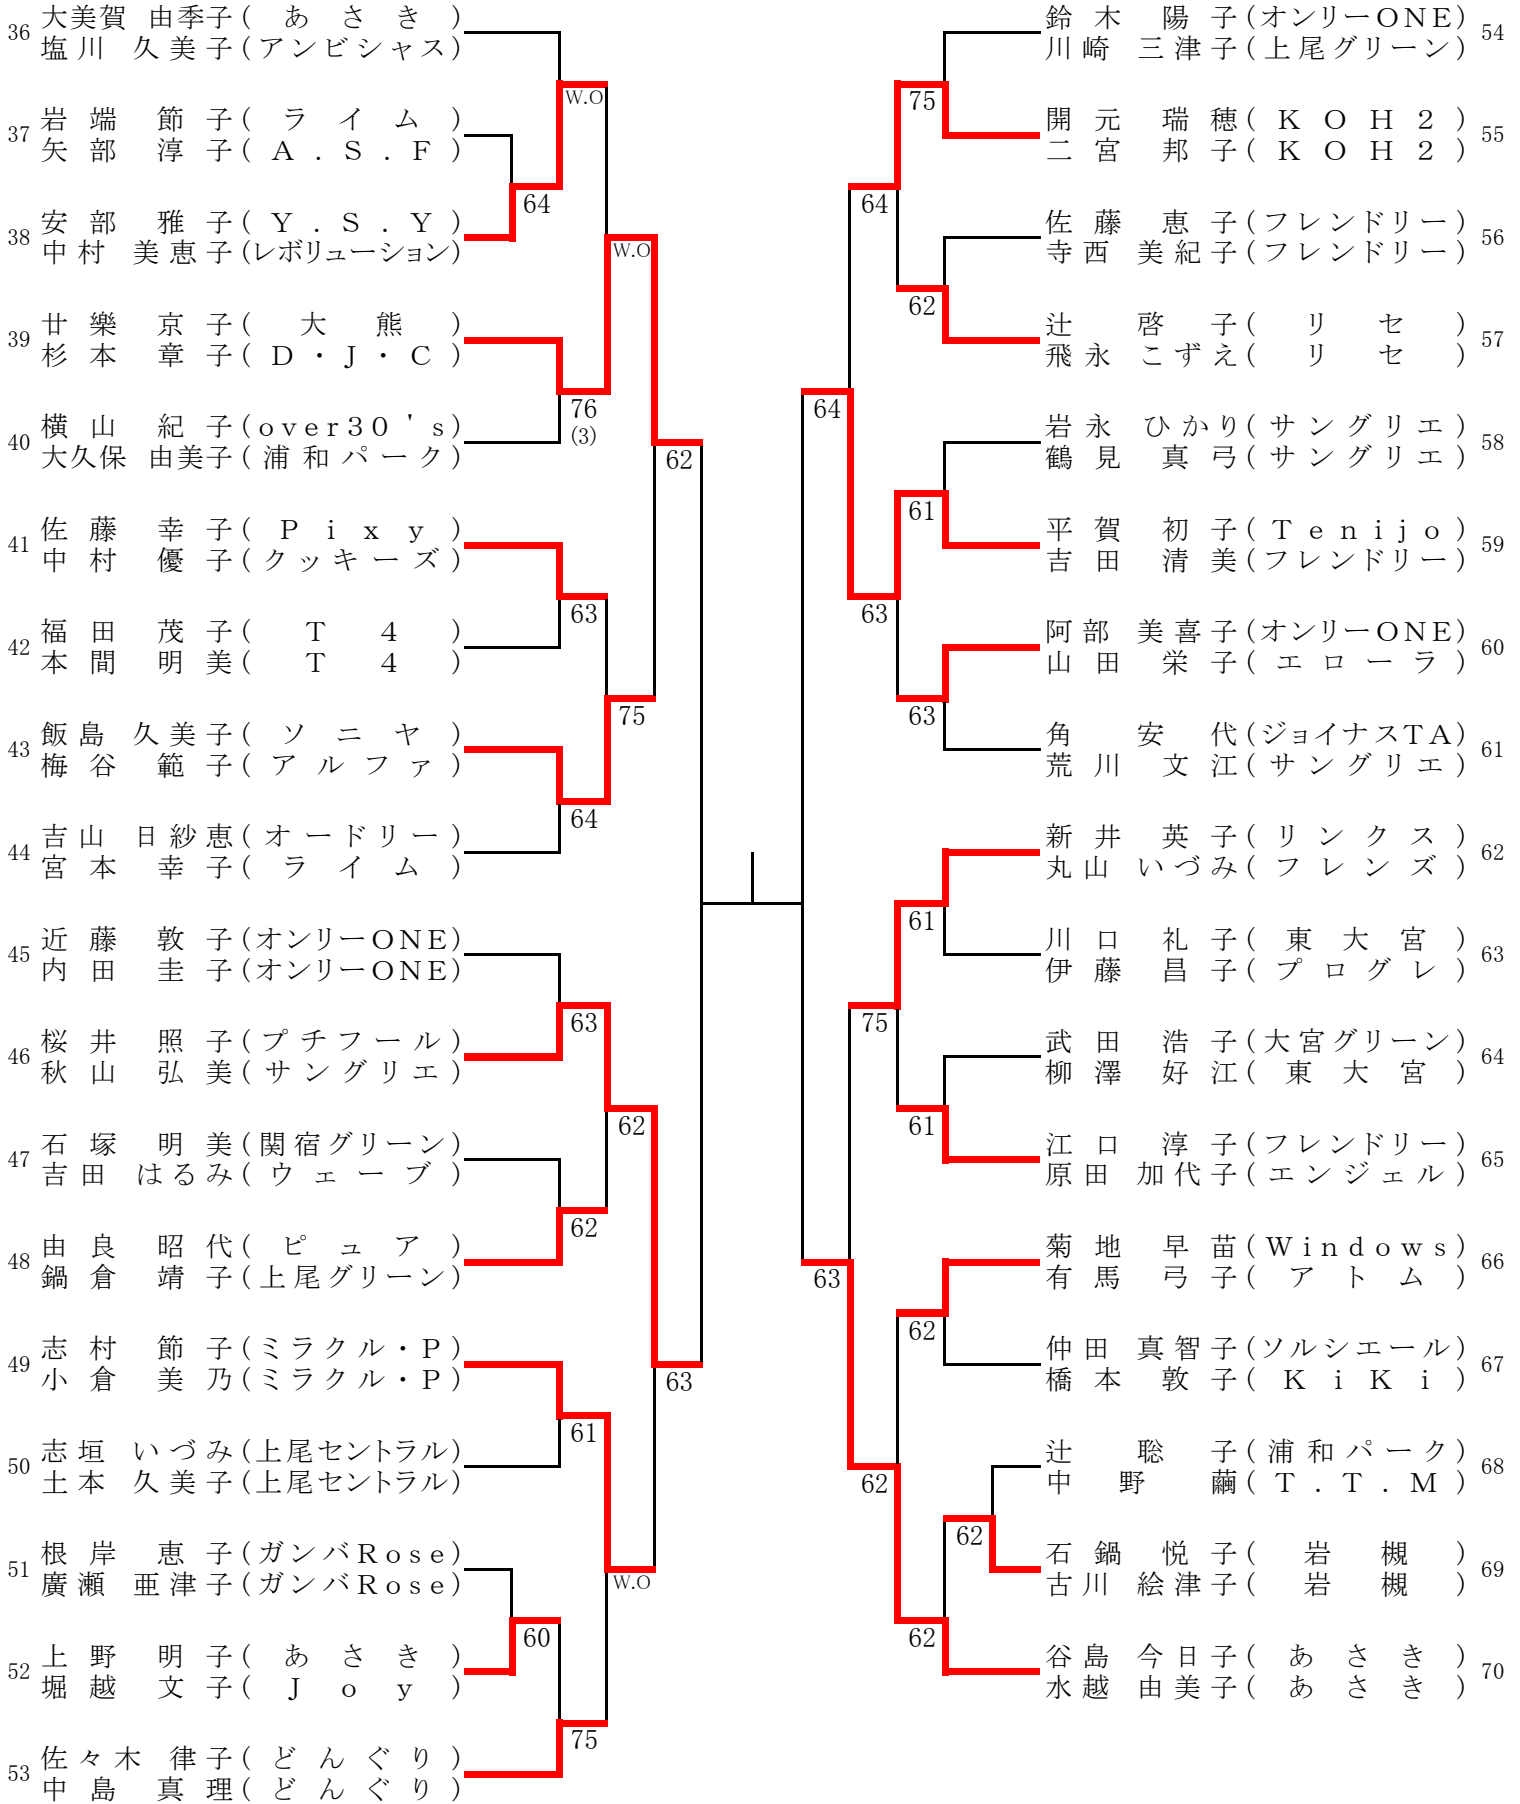 36 大美賀 由季子(あさき)
塩川 久美子(アンビシャス)
37 岩端 節子(ライム)
矢部 淳子(A.S.F)
38 安部 雅子(Y.S.Y)
中村 美恵子(レボリューション)
39 廿樂 京子(大熊)
杉本 章子(D・J・C)
40 横山 紀子(over30's)
大久保 由美子(浦和パーク)
41 佐藤 幸子(Pixy)
中村 優子(クッキーズ)
42 福田 茂子(T4)
本間 明美(T4)
43 飯島 久美子(ソニヤ)
梅谷 範子(アルファ)
44 吉山 日紗恵(オードリー)
宮本 幸子(ライム)
45 近藤 敦子(オンリーONE)
内田 圭子(オンリーONE)
46 桜井 照子(プチフール)
秋山 弘美(サングリエ)
47 石塚 明美(関宿グリーン)
吉田 はるみ(ウェーブ)
48 由良 昭代(ピュア)
鍋倉 靖子(上尾グリーン)
49 志村 節子(ミラクル・P)
小倉 美乃(ミラクル・P)
50 志垣 いづみ(上尾セントラル)
土本 久美子(上尾セントラル)
51 根岸 恵子(ガンバRose)
廣瀬 亜津子(ガンバRose)
52 上野 明子(あさき)
堀越 文子(Joy)
53 佐々木 律子(どんぐり)
中島 真理(どんぐり)
W.O
64
W.O
76
(3)
62
63
75
64
63
62
62
63
61
W.O
60
75
鈴木 陽子(オンリーONE) 54
川崎 三津子(上尾グリーン)
開元 瑞穂(KOH2) 55
二宮 邦子(KOH2)
佐藤 恵子(フレンドリー) 56
寺西 美紀子(フレンドリー)
辻 啓子(リセ) 57
飛永 こずえ(リセ)
岩永 ひかり(サングリエ) 58
鶴見 真弓(サングリエ)
平賀 初子(Tenijo) 59
吉田 清美(フレンドリー)
阿部 美喜子(オンリーONE) 60
山田 栄子(エローラ)
角 安代(ジョイナスTA) 61
荒川 文江(サングリエ)
新井 英子(リンクス) 62
丸山 いづみ(フレンズ)
川口 礼子(東大宮) 63
伊藤 昌子(プログレ)
武田 浩子(大宮グリーン) 64
柳澤 好江(東大宮)
江口 淳子(フレンドリー) 65
原田 加代子(エンジェル)
菊地 早苗(Windows) 66
有馬 弓子(アトム)
仲田 真智子(ソルシエール) 67
橋本 敦子(KiKi)
辻 聡子(浦和パーク) 68
中野 繭(T.T.M)
石鍋 悦子(岩槻) 69
古川 絵津子(岩槻)
谷島 今日子(あさき) 70
水越 由美子(あさき)
75
64
62
64
61
63
63
61
75
61
63
62
62
62
62